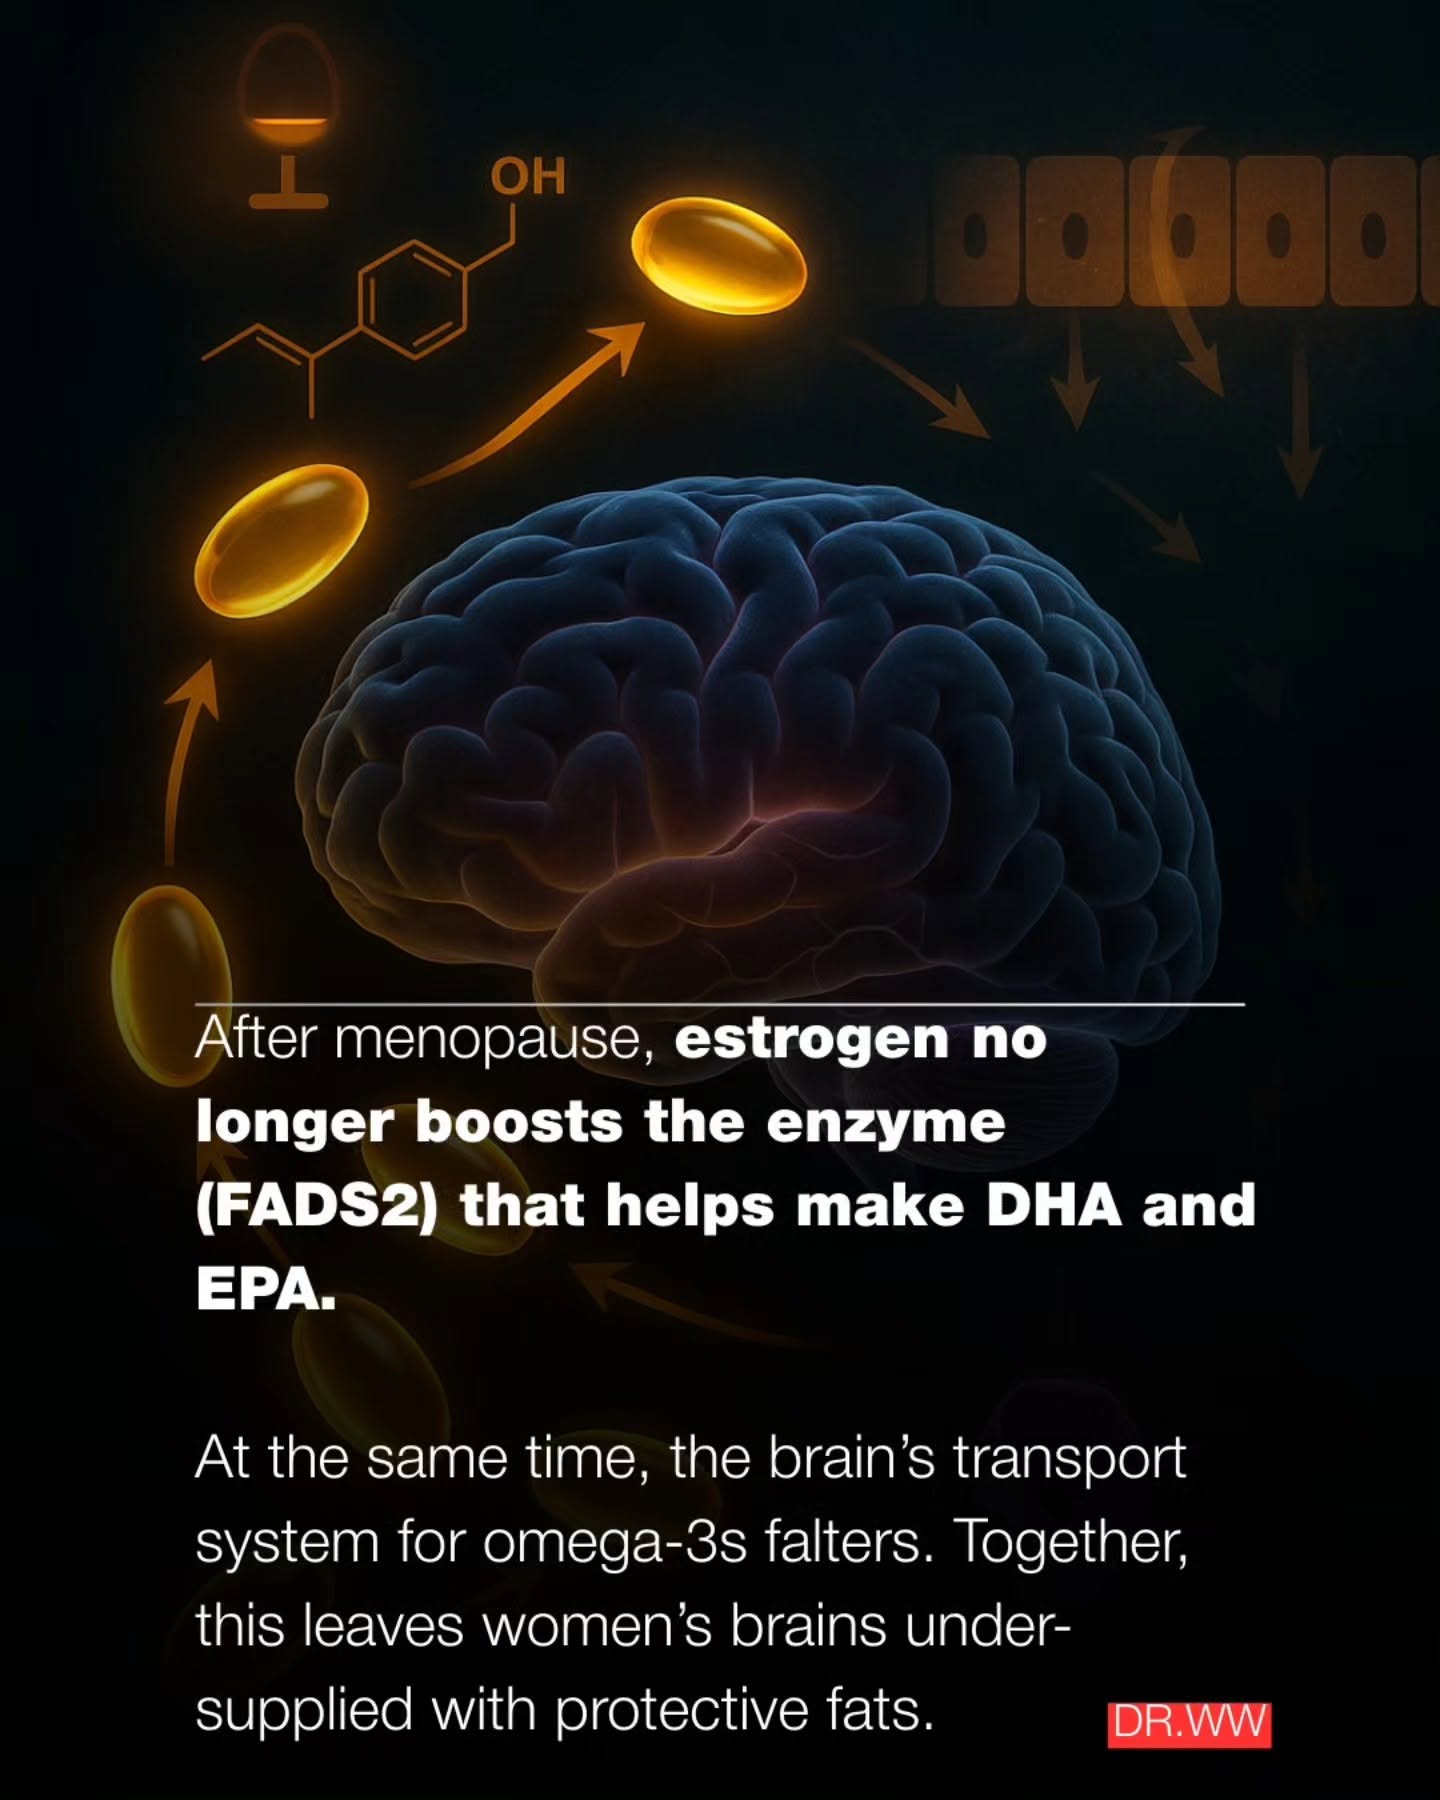 OH
After menopause, estrogen no
longer boosts the enzyme
(FADS2) that helps make DHA and
EPA.
At the same time, the brain’s transport
system for omega-3s falters. Together,
this leaves women’s brains under-
supplied with protective fats.
DR.WW